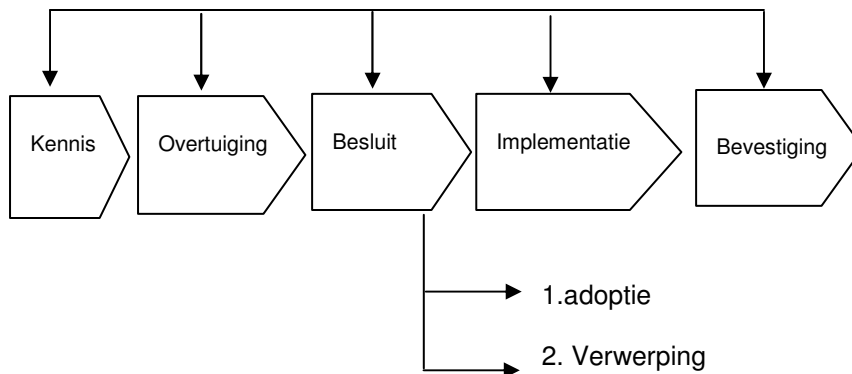 Kennis
Overtuiging
Besluit
Implementatie
Bevestiging
1.adoptie
2. Verwerping